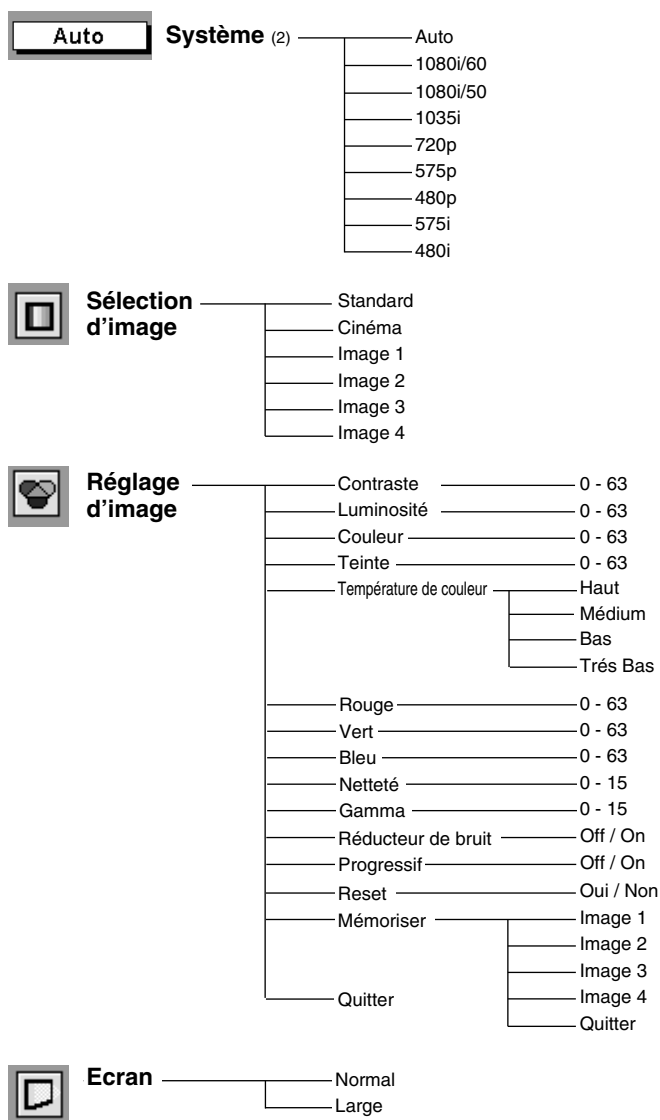 Auto Système (2) Auto
1080i/60
1080i/50
1035i
720p
575p
480p
575i
480i
Sélection d'image Standard
Cinéma
Image 1
Image 2
Image 3
Image 4
Réglage d'image Contraste 0 - 63
Luminosité 0 - 63
Couleur 0 - 63
Teinte 0 - 63
Température de couleur Haut
Médium
Bas
Trés Bas
Rouge 0 - 63
Vert 0 - 63
Bleu 0 - 63
Netteté 0 - 15
Gamma 0 - 15
Réducteur de bruit Off / On
Progressif Off / On
Reset Oui / Non
Mémoriser Image 1
Image 2
Image 3
Image 4
Quitter Quitter
Ecran Normal
Large